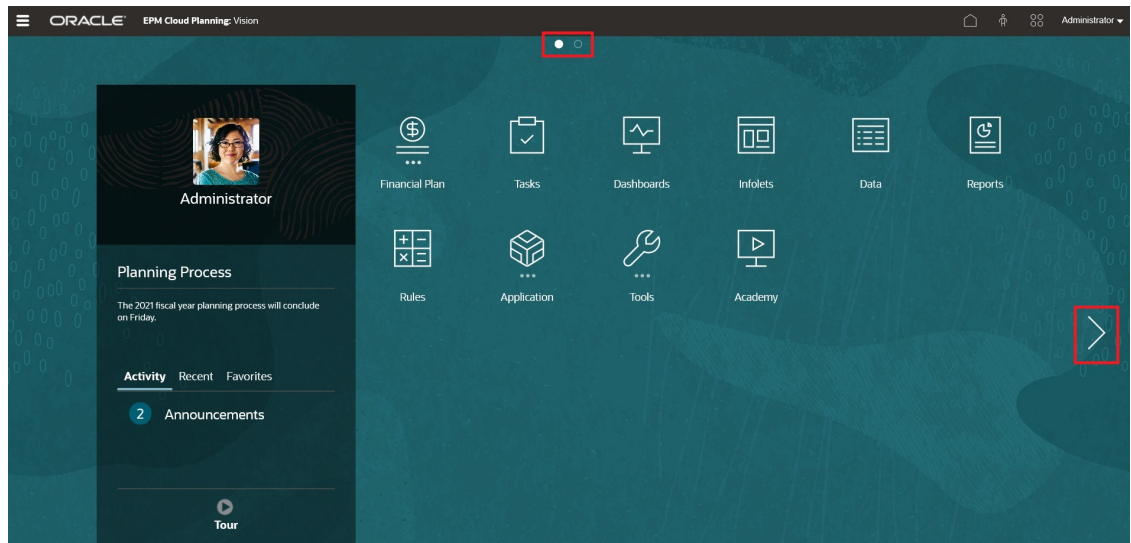 ORACLE EPM Cloud Planning: Vision Administrator
Administrator
Planning Process
The 2021 fiscal year planning process will conclude
on Friday.
Activity Recent Favorites
2 Announcements
Tour
Financial Plan Tasks Dashboards Infolets Data Reports
Rules Application Tools Academy